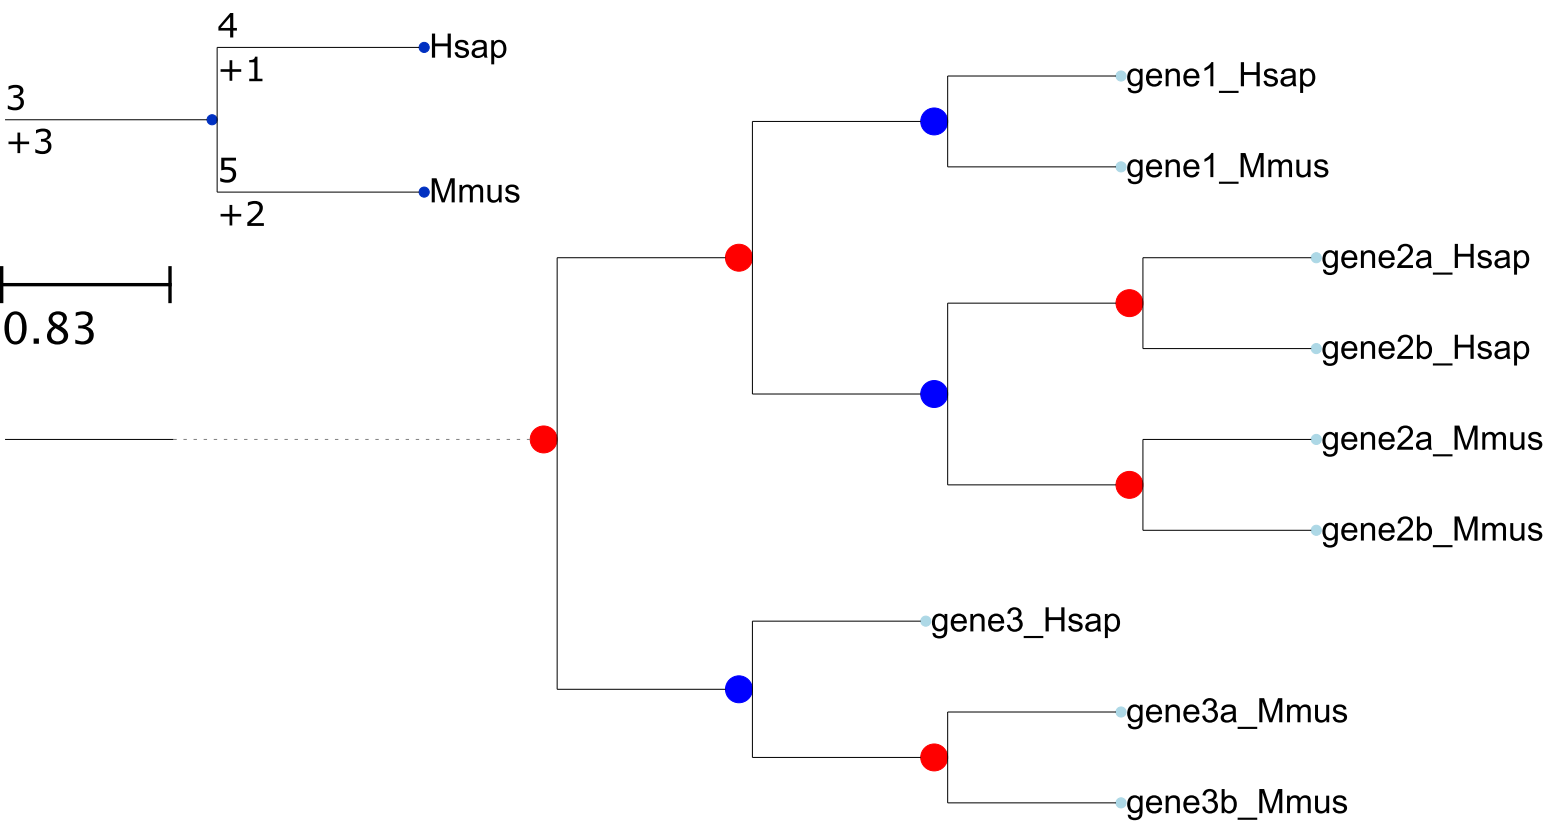 4
Hsap
+1
3
+3
5
Mmus
+2
0.83
gene1_Hsap
gene1_Mmus
gene2a_Hsap
gene2b_Hsap
gene2a_Mmus
gene2b_Mmus
gene3_Hsap
gene3a_Mmus
gene3b_Mmus